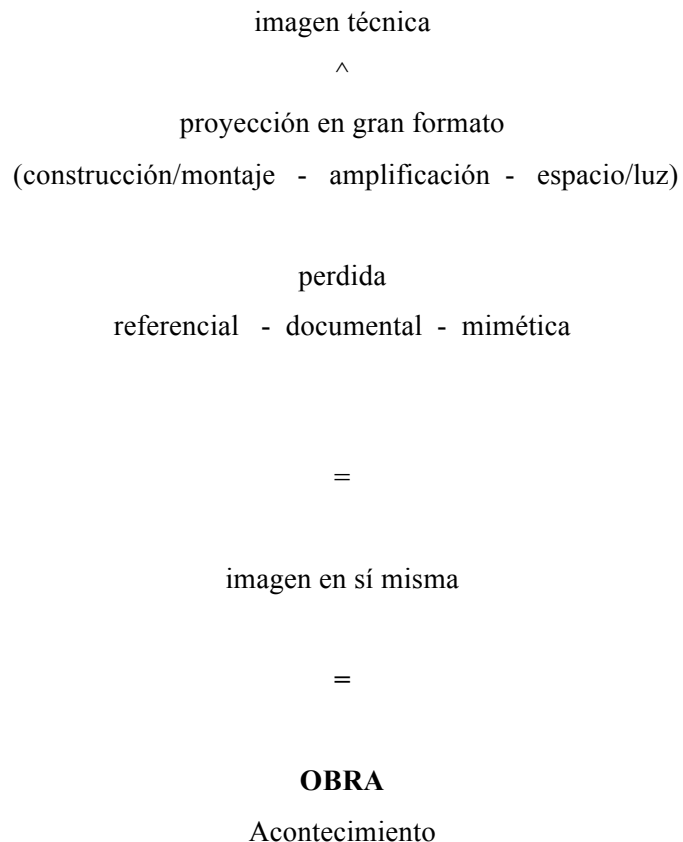 imagen técnica
^
proyección en gran formato
(construcción/montaje - amplificación - espacio/luz)
perdida
referencial - documental - mimética
=
imagen en sí misma
=
OBRA
Acontecimiento